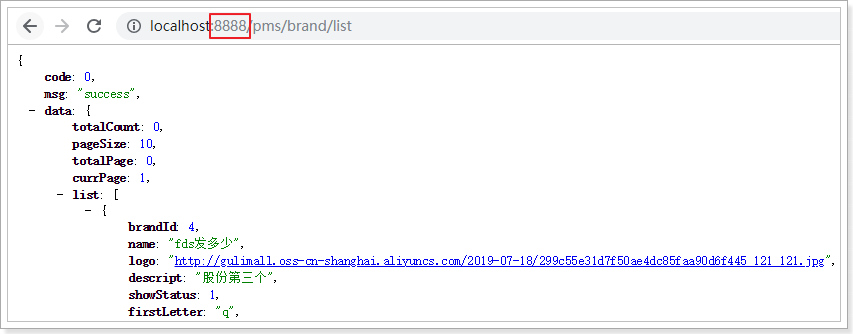 localhost:8888/pms/brand/list
{
code: 0,
msg: "success",
- data: {
totalCount: 0,
pageSize: 10,
totalPage: 0,
currPage: 1,
- list: [
- {
brandId: 4,
name: "fds发多少",
logo: "http://gulimall.oss-cn-shanghai.aliyuncs.com/2019-07-18/299c55e31d7f50ae4dc85faa90d6f445_121_121.jpg",
descript: "股份第三个",
showStatus: 1,
firstLetter: "q",